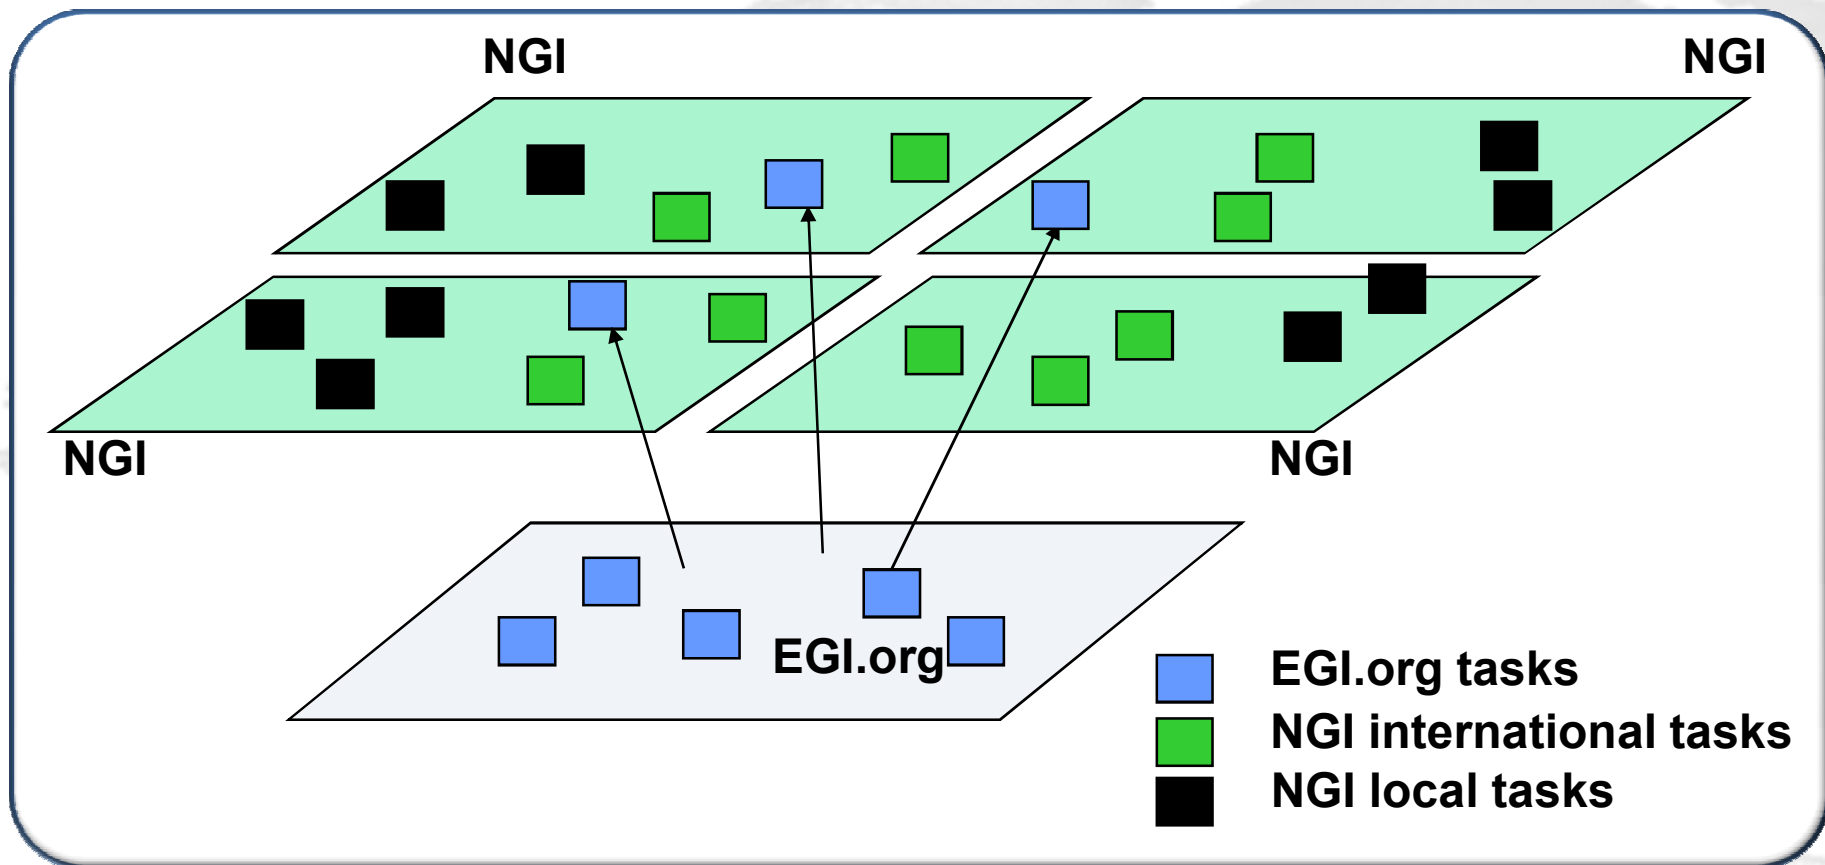 NGI
NGI
NGI
NGI
EGI.org
EGI.org tasks
NGI international tasks
NGI local tasks